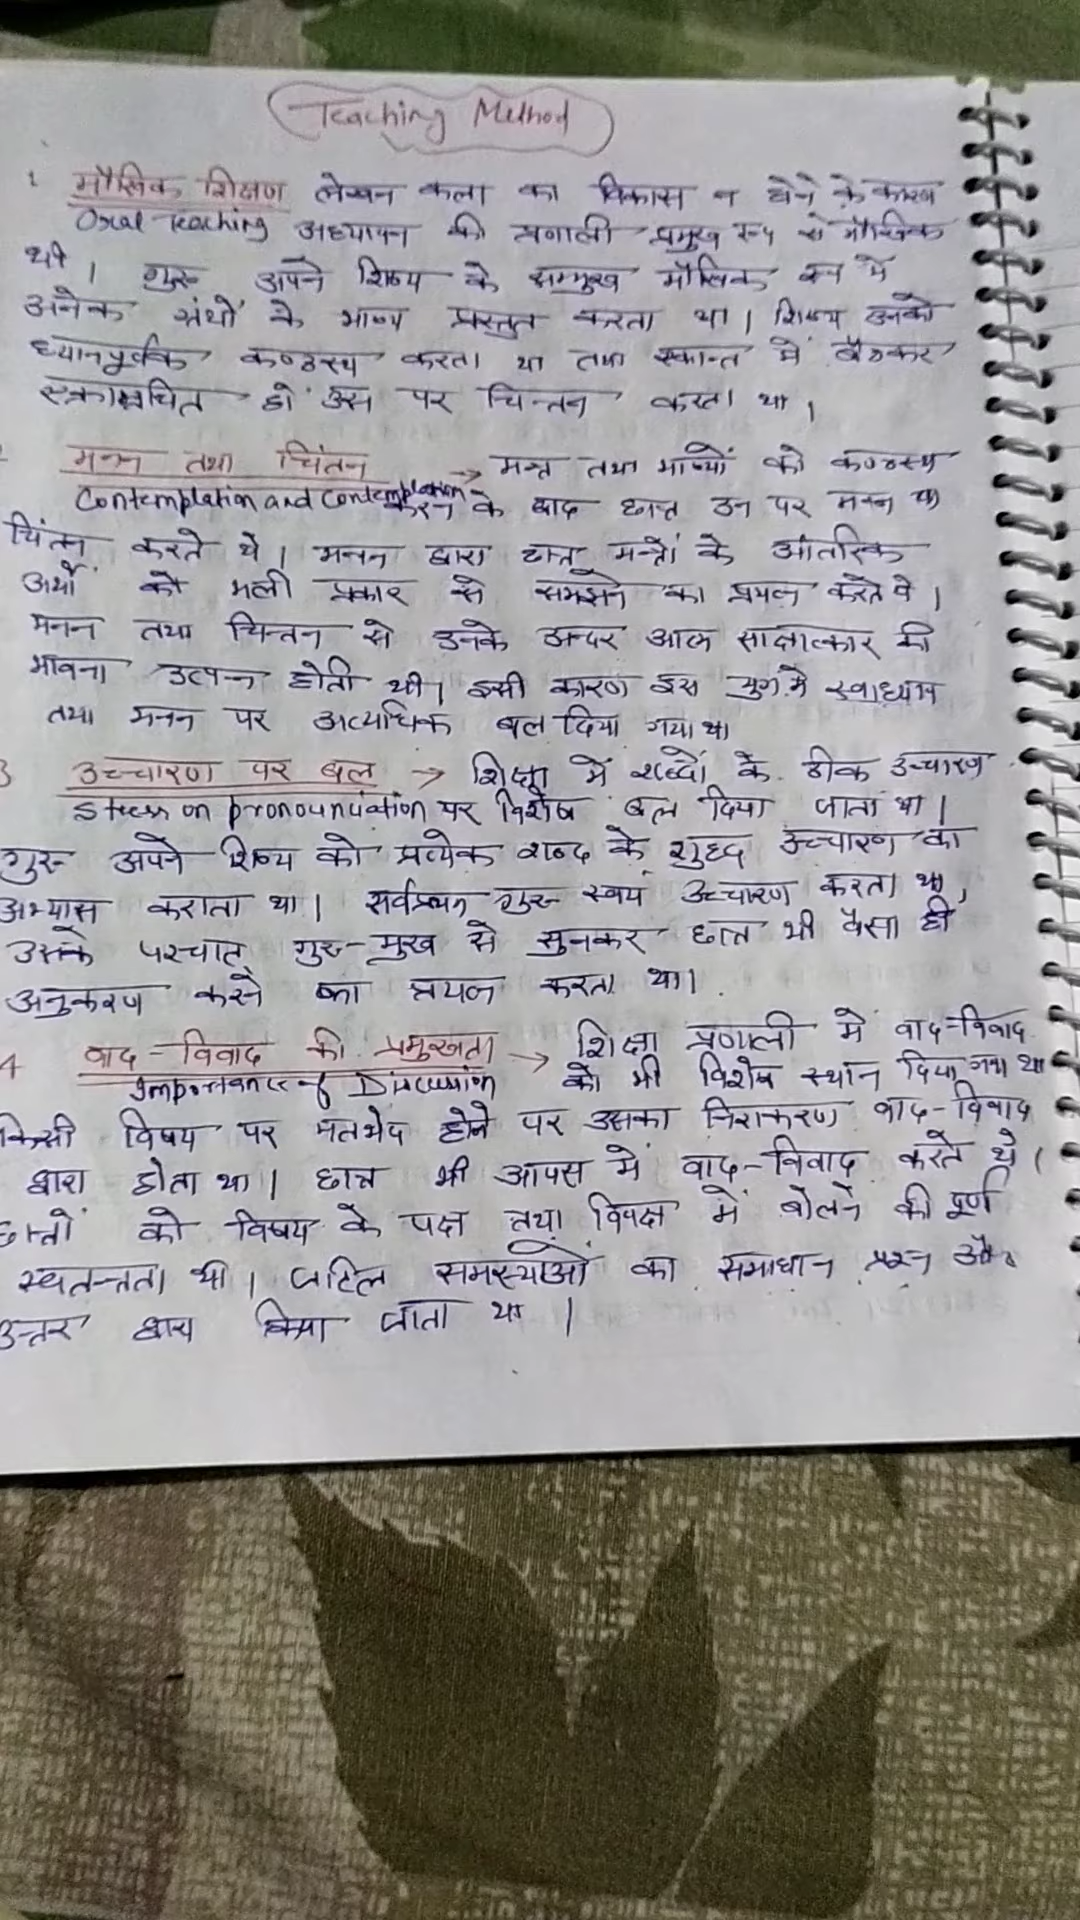 Teaching Method
1 मौखिक शिक्षण लेखन कला का विकास न होने के कारण
Oral Teaching अध्यापन की प्रणाली प्रमुख रूप से मौखिक
थी । गुरु अपने शिष्य के सम्मुख मौखिक रूप में
अनेक ग्रंथों के भाष्य प्रस्तुत करता था । शिष्य उनको
ध्यानपूर्वक कण्ठस्थ करता था तथा एकान्त में बैठकर
हो उस पर चिन्तन करता था ।
मनन तथा चिंतन → मन्त्र तथा भाष्यों को कण्ठस्थ
Contemplation and Contemplation करने के बाद छात्र उन पर मनन
चिंतन करते थे । मनन द्वारा छात्र मन्त्रों के आंतरिक
अर्थों को भली प्रकार से समझने का प्रयत्न करते थे ।
मनन तथा चिन्तन से उनके अन्दर आत्म साक्षात्कार की
भावना उत्पन्न होती थी । इसी कारण इस युग में स्वाध्याय
तथा मनन पर अत्याधिक बल दिया गया था
3 उच्चारण पर बल → शिक्षा में शब्दों के ठीक उच्चारण
Stress on pronounciation पर विशेष बल दिया जाता था ।
गुरु अपने शिष्य को प्रत्येक शब्द के शुद्ध उच्चारण का
अभ्यास कराता था । सर्वप्रथम गुरु स्वयं उच्चारण करता था,
उसके पश्चात् गुरु-मुख से सुनकर छात्र भी वैसा ही
अनुकरण करने का प्रयत्न करता था।
4 वाद-विवाद की प्रमुखता → शिक्षा प्रणाली में वाद-विवाद
Importance of Discussion को भी विशेष स्थान दिया गया था
किसी विषय पर मतभेद होने पर उसका निराकरण वाद-विवाद
द्वारा होता था । छात्र भी आपस में वाद-विवाद करते थे ।
छात्रों को विषय के पक्ष तथा विपक्ष में बोलने की पूर्ण
स्वतन्त्रता थी । जटिल समस्याओं का समाधान प्रश्न और
उत्तर द्वारा किया जाता था ।